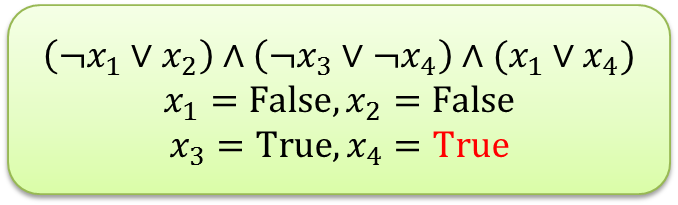 (¬x₁ ∨ x₂) ∧ (¬x₃ ∨ ¬x₄) ∧ (x₁ ∨ x₄)
x₁ = False, x₂ = False
x₃ = True, x₄ = True